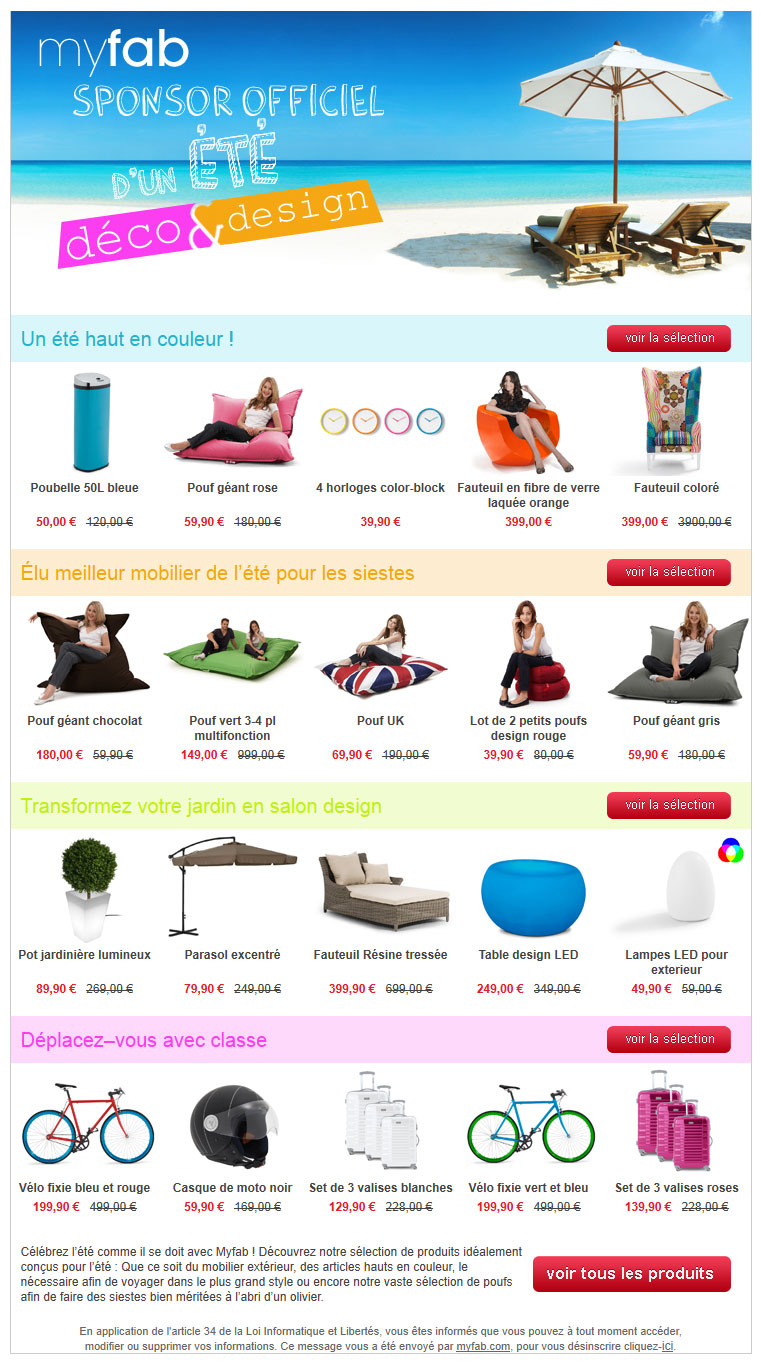 myfab
SPONSOR OFFICIEL
D'UN ÉTÉ
déco & design
Un été haut en couleur !
voir la sélection
Poubelle 50L bleue
50,00 € 120,00 €
Pouf géant rose
59,90 € 180,00 €
4 horloges color-block
39,90 €
Fauteuil en fibre de verre
laquée orange
399,00 €
Fauteuil coloré
399,00 € 3900,00 €
Élu meilleur mobilier de l'été pour les siestes
voir la sélection
Pouf géant chocolat
180,00 € 59,90 €
Pouf vert 3-4 pl
multifonction
149,00 € 999,00 €
Pouf UK
69,90 € 190,00 €
Lot de 2 petits poufs
design rouge
39,90 € 80,00 €
Pouf géant gris
59,90 € 180,00 €
Transformez votre jardin en salon design
voir la sélection
Pot jardinière lumineux
89,90 € 269,00 €
Parasol excentré
79,90 € 249,00 €
Fauteuil Résine tressée
399,90 € 699,00 €
Table design LED
249,00 € 349,00 €
Lampes LED pour
exterieur
49,90 € 59,00 €
Déplacez–vous avec classe
voir la sélection
Vélo fixie bleu et rouge
199,90 € 499,00 €
Casque de moto noir
59,90 € 169,00 €
Set de 3 valises blanches
129,90 € 228,00 €
Vélo fixie vert et bleu
199,90 € 499,00 €
Set de 3 valises roses
139,90 € 228,00 €
Célébrez l'été comme il se doit avec Myfab ! Découvrez notre sélection de produits idéalement
conçus pour l'été : Que ce soit du mobilier extérieur, des articles hauts en couleur, le
nécessaire afin de voyager dans le plus grand style ou encore notre vaste sélection de poufs
afin de faire des siestes bien méritées à l'abri d'un olivier.
voir tous les produits
En application de l'article 34 de la Loi Informatique et Libertés, vous êtes informés que vous pouvez à tout moment accéder,
modifier ou supprimer vos informations. Ce message vous a été envoyé par myfab.com, pour vous désinscrire cliquez-ici.